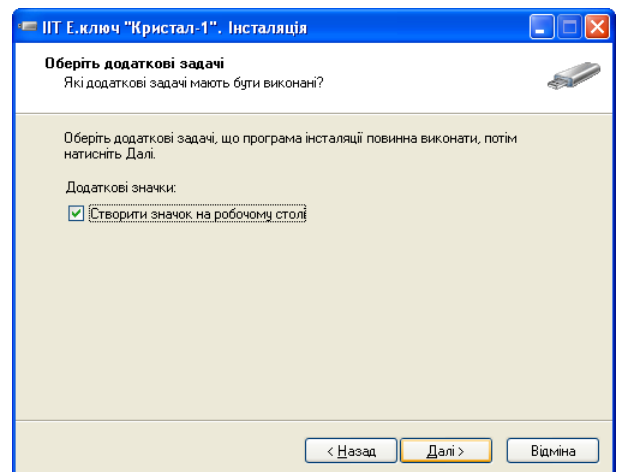 ІІТ Е.ключ "Кристал-1". Інсталяція
Оберіть додаткові задачі
Які додаткові задачі мають бути виконані?
Оберіть додаткові задачі, що програма інсталяції повинна виконати, потім
натисніть Далі.
Додаткові значки:
Створити значок на робочому столі
< Назад
Далі >
Відміна